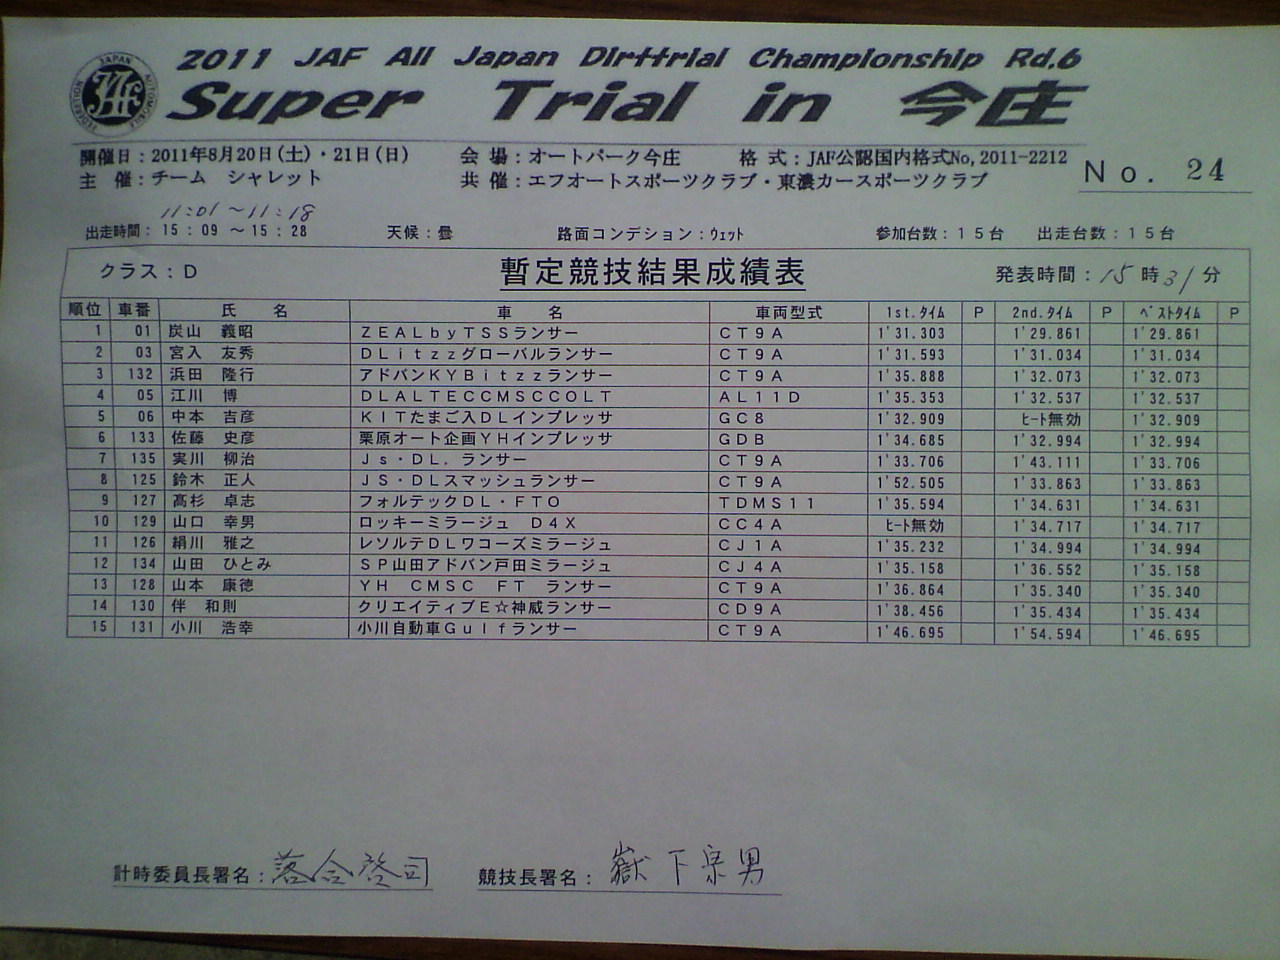 2011 JAF All Japan Dirttrial Championship Rd.6
Super Trial in 今庄
JAPAN AUTOMOBILE FEDERATION JAF
開催日：2011年8月20日(土)・21日(日) 会 場：オートパーク今庄 格 式：JAF公認国内格式No,2011-2212
主 催：チーム シャレット 共 催：エフオートスポーツクラブ・東濃カースポーツクラブ
No. 24
11:01～11:18
出走時間：15：09 ～15：28 天候：曇 路面コンデション：ｳｪｯﾄ 参加台数：１５台 出走台数：１５台
クラス：D 暫定競技結果成績表 発表時間：15 時 31 分
順位 車番 氏 名 車 名 車両型式 1st.ﾀｲﾑ P 2nd.ﾀｲﾑ P ﾍﾞｽﾄﾀｲﾑ P
1 01 炭山 義昭 ＺＥＡＬｂｙＴＳＳランサー ＣＴ９Ａ 1'31.303 1'29.861 1'29.861
2 03 宮入 友秀 ＤＬｉｔｚｚグローバルランサー ＣＴ９Ａ 1'31.593 1'31.034 1'31.034
3 132 浜田 隆行 アドバンＫＹＢｉｔｚｚランサー ＣＴ９Ａ 1'35.888 1'32.073 1'32.073
4 05 江川 博 ＤＬＡＬＴＥＣＣＭＳＣＣＯＬＴ ＡＬ１１Ｄ 1'35.353 1'32.537 1'32.537
5 06 中本 吉彦 ＫＩＴたまご入ＤＬインプレッサ ＧＣ８ 1'32.909 ﾋｰﾄ無効 1'32.909
6 133 佐藤 史彦 栗原オート企画ＹＨインプレッサ ＧＤＢ 1'34.685 1'32.994 1'32.994
7 135 実川 柳治 Ｊｓ・ＤＬ．ランサー ＣＴ９Ａ 1'33.706 1'43.111 1'33.706
8 125 鈴木 正人 ＪＳ・ＤＬスマッシュランサー ＣＴ９Ａ 1'52.505 1'33.863 1'33.863
9 127 髙杉 卓志 フォルテックＤＬ・ＦＴＯ ＴＤＭＳ１１ 1'35.594 1'34.631 1'34.631
10 129 山口 幸男 ロッキーミラージュ Ｄ４Ｘ ＣＣ４Ａ ﾋｰﾄ無効 1'34.717 1'34.717
11 126 絹川 雅之 レソルテＤＬワコーズミラージュ ＣＪ１Ａ 1'35.232 1'34.994 1'34.994
12 134 山田 ひとみ ＳＰ山田アドバン戸田ミラージュ ＣＪ４Ａ 1'35.158 1'36.552 1'35.158
13 128 山本 康徳 ＹＨ ＣＭＳＣ ＦＴ ランサー ＣＴ９Ａ 1'36.864 1'35.340 1'35.340
14 130 伴 和則 クリエイティブＥ☆神威ランサー ＣＤ９Ａ 1'38.456 1'35.434 1'35.434
15 131 小川 浩幸 小川自動車Ｇｕｌｆランサー ＣＴ９Ａ 1'46.695 1'54.594 1'46.695
計時委員長署名：落合啓司 競技長署名：嶽下宗男